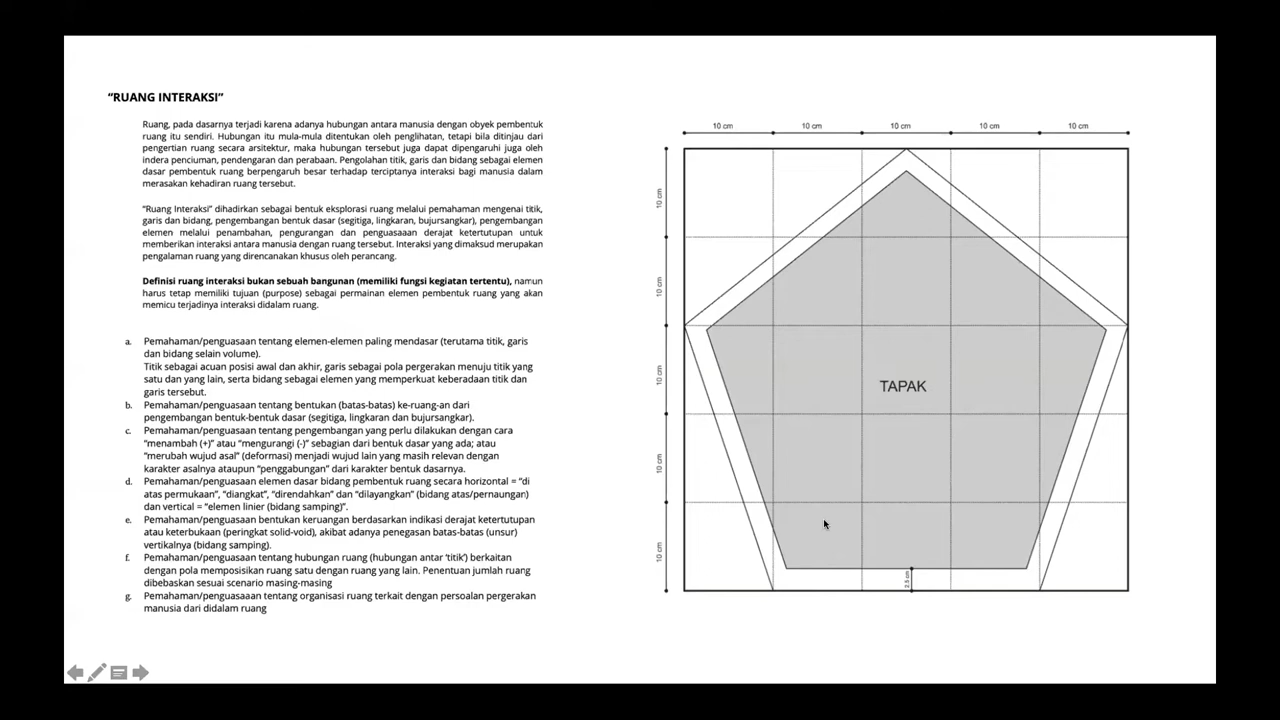 “RUANG INTERAKSI”
Ruang, pada dasarnya terjadi karena adanya hubungan antara manusia dengan obyek pembentuk
ruang itu sendiri. Hubungan itu mula-mula ditentukan oleh penglihatan, tetapi bila ditinjau dari
pengertian ruang secara arsitektur, maka hubungan tersebut juga dapat dipengaruhi juga oleh
indera penciuman, pendengaran dan perabaan. Pengolahan titik, garis dan bidang sebagai elemen
dasar pembentuk ruang berpengaruh besar terhadap terciptanya interaksi bagi manusia dalam
merasakan kehadiran ruang tersebut.
“Ruang Interaksi” dihadirkan sebagai bentuk eksplorasi ruang melalui pemahaman mengenai titik,
garis dan bidang, pengembangan bentuk dasar (segitiga, lingkaran, bujursangkar), pengembangan
elemen melalui penambahan, pengurangan dan penguasaaan derajat ketertutupan untuk
memberikan interaksi antara manusia dengan ruang tersebut. Interaksi yang dimaksud merupakan
pengalaman ruang yang direncanakan khusus oleh perancang.
Definisi ruang interaksi bukan sebuah bangunan (memiliki fungsi kegiatan tertentu), namun
harus tetap memiliki tujuan (purpose) sebagai permainan elemen pembentuk ruang yang akan
memicu terjadinya interaksi didalam ruang.
a. Pemahaman/penguasaan tentang elemen-elemen paling mendasar (terutama titik, garis
dan bidang selain volume).
Titik sebagai acuan posisi awal dan akhir, garis sebagai pola pergerakan menuju titik yang
satu dan yang lain, serta bidang sebagai elemen yang memperkuat keberadaan titik dan
garis tersebut.
b. Pemahaman/penguasaan tentang bentukan (batas-batas) ke-ruang-an dari
pengembangan bentuk-bentuk dasar (segitiga, lingkaran dan bujursangkar).
c. Pemahaman/penguasaan tentang pengembangan yang perlu dilakukan dengan cara
“menambah (+)” atau “mengurangi (-)” sebagian dari bentuk dasar yang ada; atau
“merubah wujud asal” (deformasi) menjadi wujud lain yang masih relevan dengan
karakter asalnya ataupun “penggabungan” dari karakter bentuk dasarnya.
d. Pemahaman/penguasaan elemen dasar bidang pembentuk ruang secara horizontal = “di
atas permukaan”, “diangkat”, “direndahkan” dan “dilayangkan” (bidang atas/pernaungan)
dan vertical = “elemen linier (bidang samping)”.
e. Pemahaman/penguasaan bentukan keruangan berdasarkan indikasi derajat ketertutupan
atau keterbukaan (peringkat solid-void), akibat adanya penegasan batas-batas (unsur)
vertikalnya (bidang samping).
f. Pemahaman/penguasaan tentang hubungan ruang (hubungan antar ‘titik’) berkaitan
dengan pola memposisikan ruang satu dengan ruang yang lain. Penentuan jumlah ruang
dibebaskan sesuai scenario masing-masing
g. Pemahaman/penguasaaan tentang organisasi ruang terkait dengan persoalan pergerakan
manusia dari didalam ruang
10 cm 10 cm 10 cm 10 cm 10 cm
10 cm
10 cm
10 cm
10 cm
10 cm
TAPAK
2.5 cm